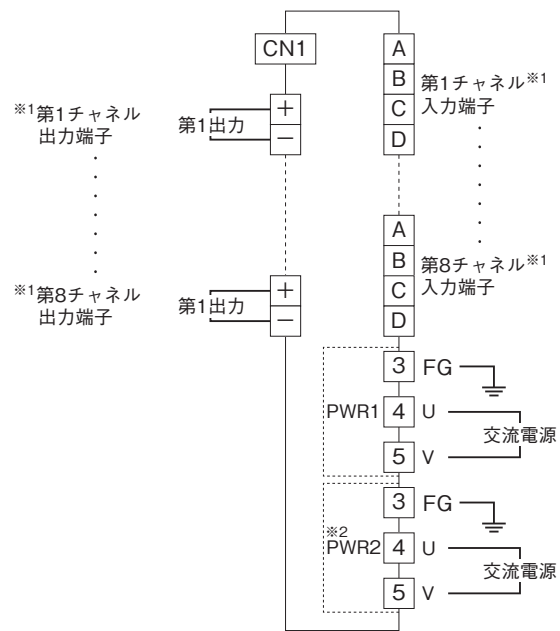 CN1
A
B
C
D
第1チャネル※1
入力端子
※1第1チャネル
出力端子
第1出力
+
−
A
B
C
D
第8チャネル※1
入力端子
※1第8チャネル
出力端子
第1出力
+
−
PWR1
3 FG
4 U
5 V
交流電源
※2
PWR2
3 FG
4 U
5 V
交流電源